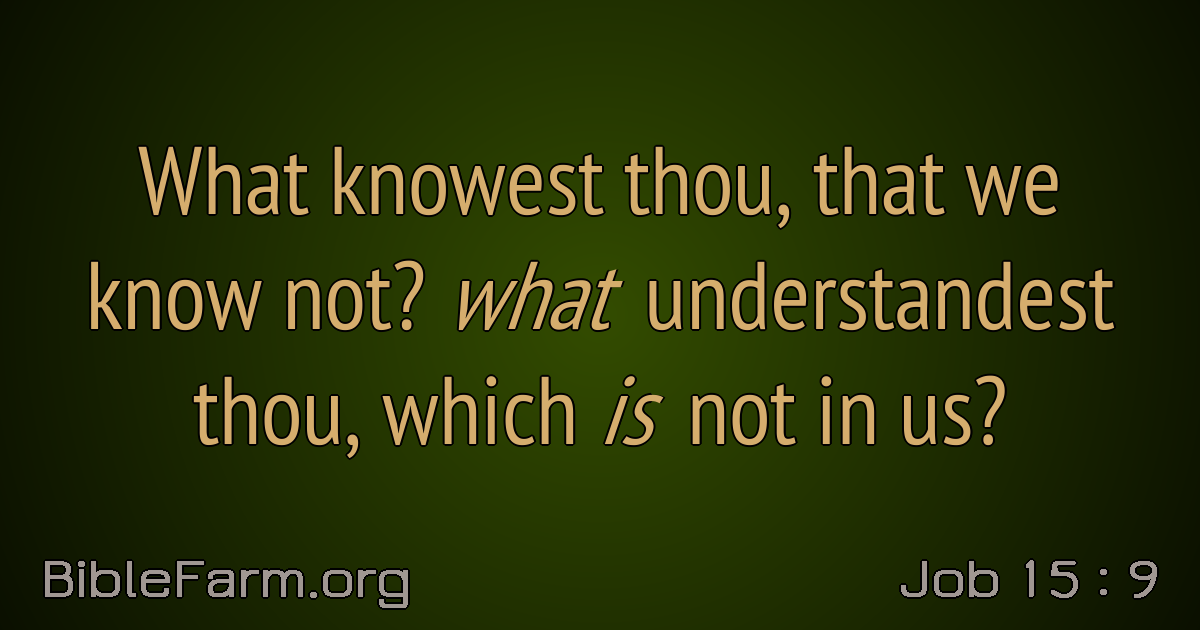 What knowest thou, that we
know not? what understandest
thou, which is not in us?
BibleFarm.org
Job 15 : 9